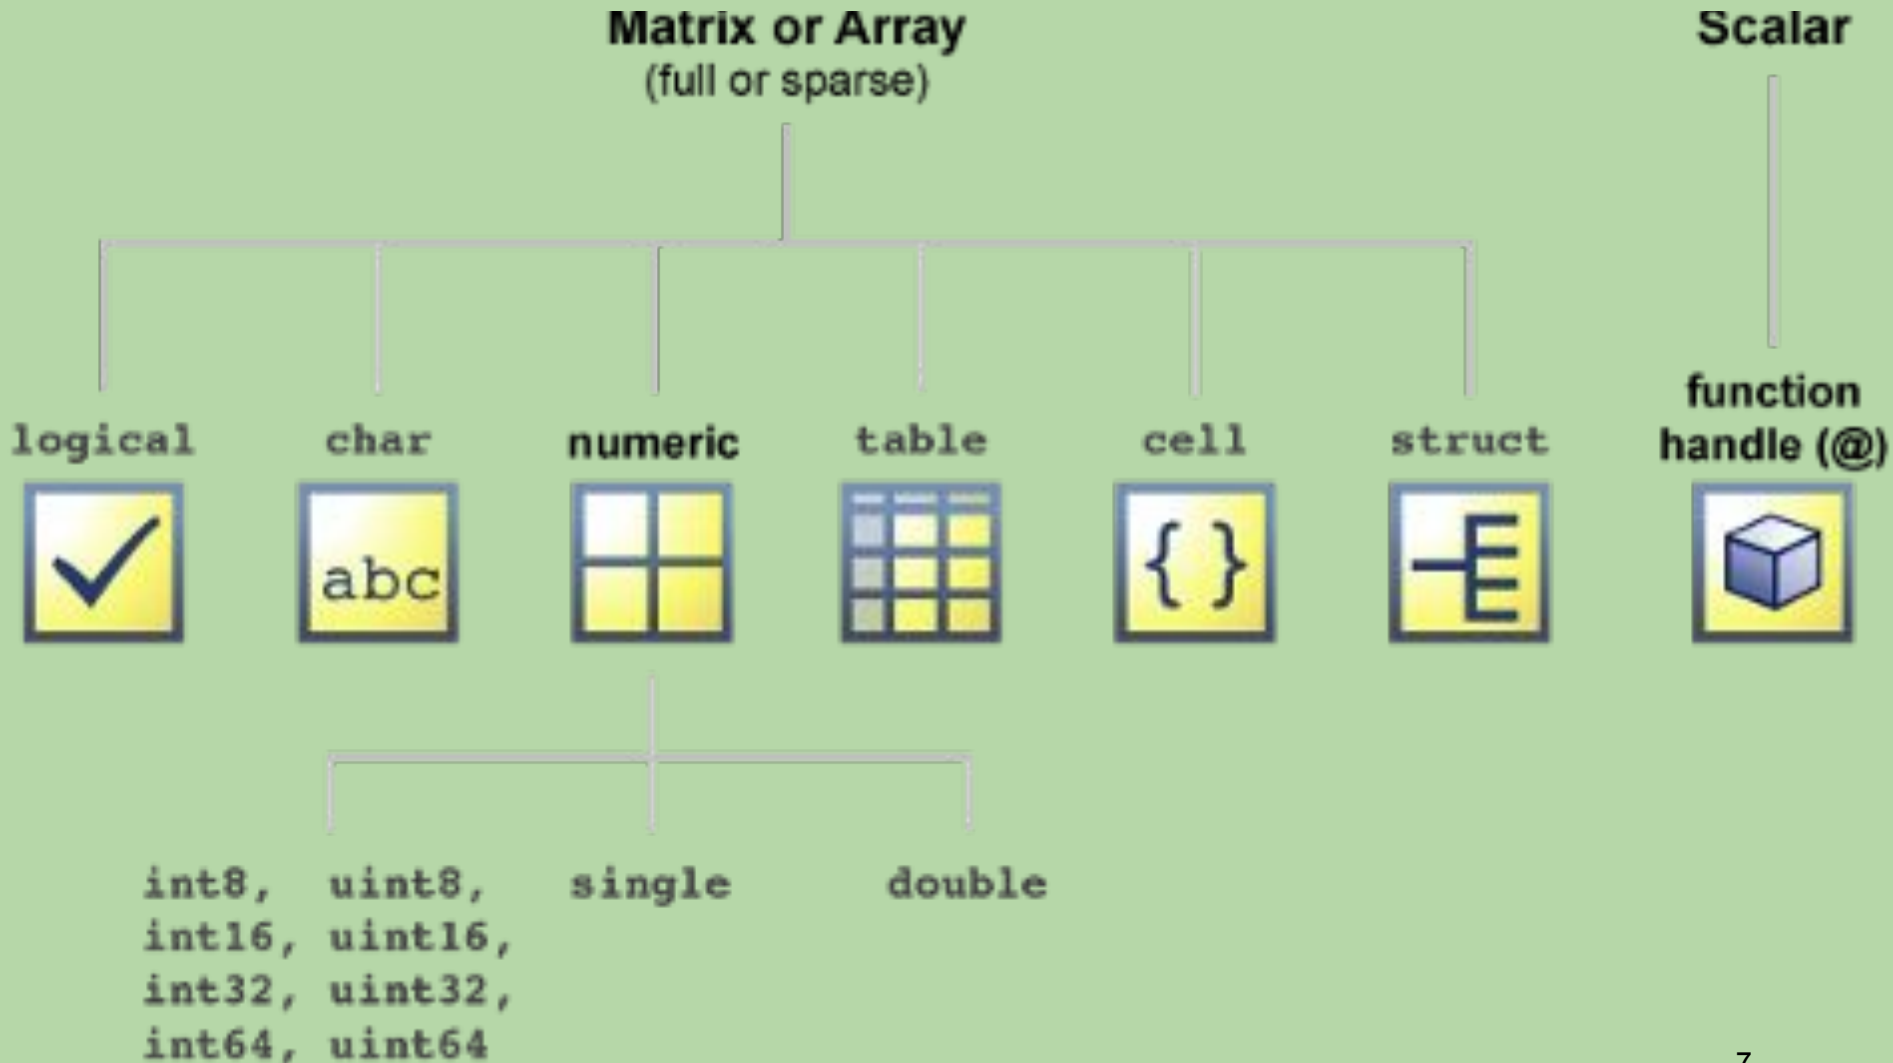 Matrix or Array
(full or sparse)
Scalar
logical
char
numeric
table
cell
struct
function
handle (@)
abc
{ }
int8, uint8,
int16, uint16,
int32, uint32,
int64, uint64
single
double
7